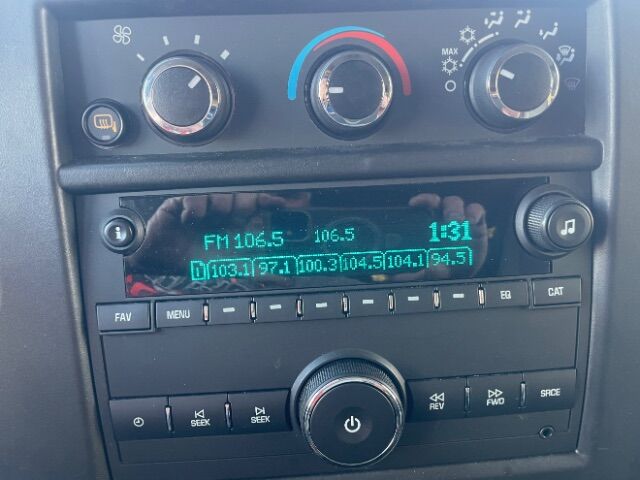 MAX
FM 106.5 106.5 1:31
1 103.1 97.1 100.3 104.5 104.1 94.5
FAV MENU EQ CAT
SEEK SEEK REV FWD SRCE